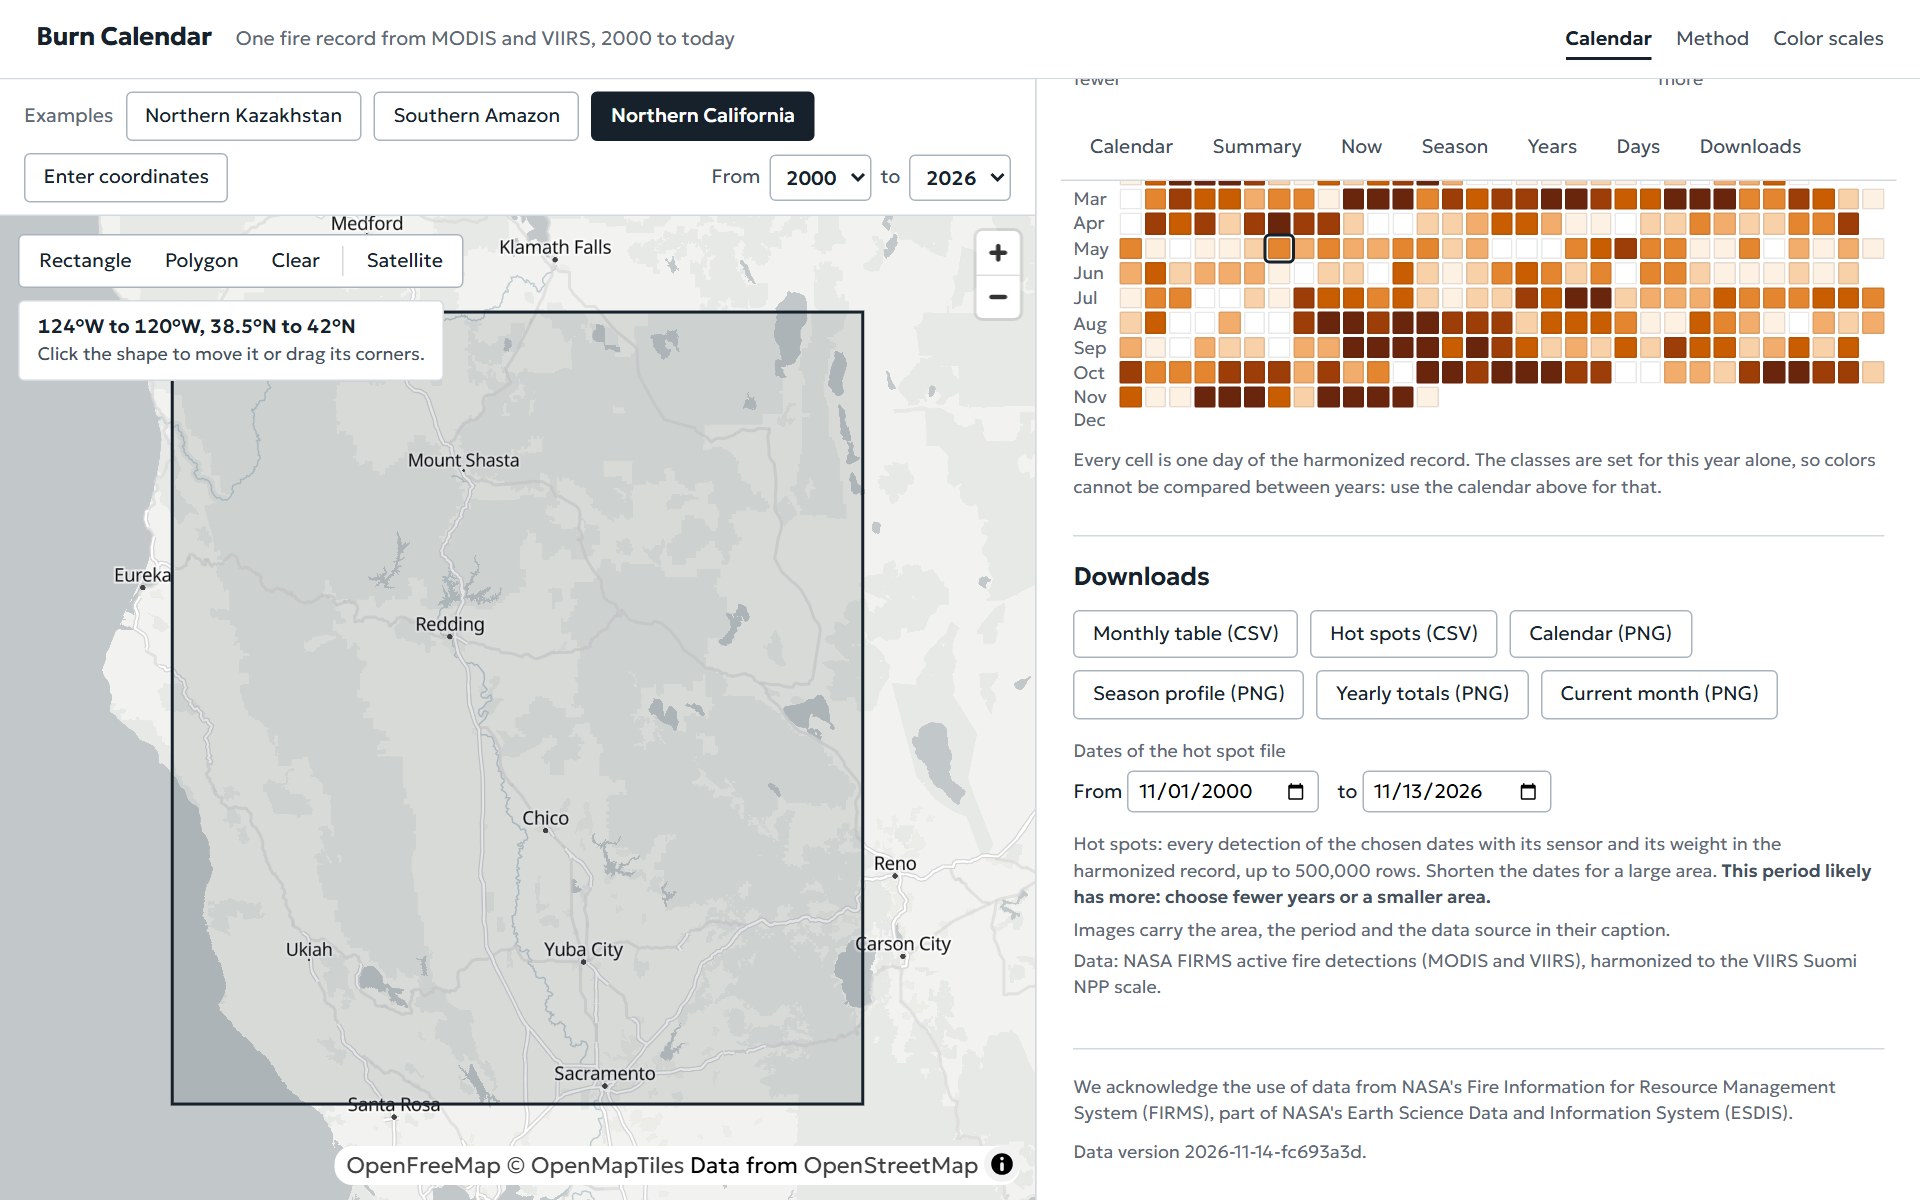 Burn Calendar
One fire record from MODIS and VIIRS, 2000 to today
Calendar
Method
Color scales
Examples
Northern Kazakhstan
Southern Amazon
Northern California
Enter coordinates
From 2000 to 2026
Rectangle
Polygon
Clear
Satellite
124°W to 120°W, 38.5°N to 42°N
Click the shape to move it or drag its corners.
+
−
Medford
Klamath Falls
Mount Shasta
Eureka
Redding
Chico
Reno
Ukiah
Yuba City
Carson City
Sacramento
Santa Rosa
OpenFreeMap © OpenMapTiles Data from OpenStreetMap
fewer
more
Calendar
Summary
Now
Season
Years
Days
Downloads
Mar
Apr
May
Jun
Jul
Aug
Sep
Oct
Nov
Dec
Every cell is one day of the harmonized record. The classes are set for this year alone, so colors
cannot be compared between years: use the calendar above for that.
Downloads
Monthly table (CSV)
Hot spots (CSV)
Calendar (PNG)
Season profile (PNG)
Yearly totals (PNG)
Current month (PNG)
Dates of the hot spot file
From 11/01/2000 to 11/13/2026
Hot spots: every detection of the chosen dates with its sensor and its weight in the
harmonized record, up to 500,000 rows. Shorten the dates for a large area. This period likely
has more: choose fewer years or a smaller area.
Images carry the area, the period and the data source in their caption.
Data: NASA FIRMS active fire detections (MODIS and VIIRS), harmonized to the VIIRS Suomi
NPP scale.
We acknowledge the use of data from NASA's Fire Information for Resource Management
System (FIRMS), part of NASA's Earth Science Data and Information System (ESDIS).
Data version 2026-11-14-fc693a3d.